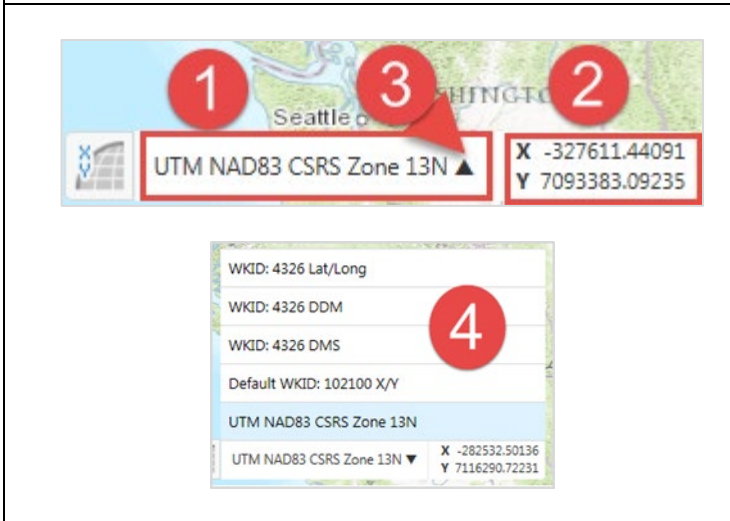 1
3
2
Seattle
UTM NAD83 CSRS Zone 13N ▲
X -327611.44091
Y 7093383.09235
X
Y
WKID: 4326 Lat/Long
WKID: 4326 DDM
4
WKID: 4326 DMS
Default WKID: 102100 X/Y
UTM NAD83 CSRS Zone 13N
UTM NAD83 CSRS Zone 13N ▼
X -282532.50136
Y 7116290.72231